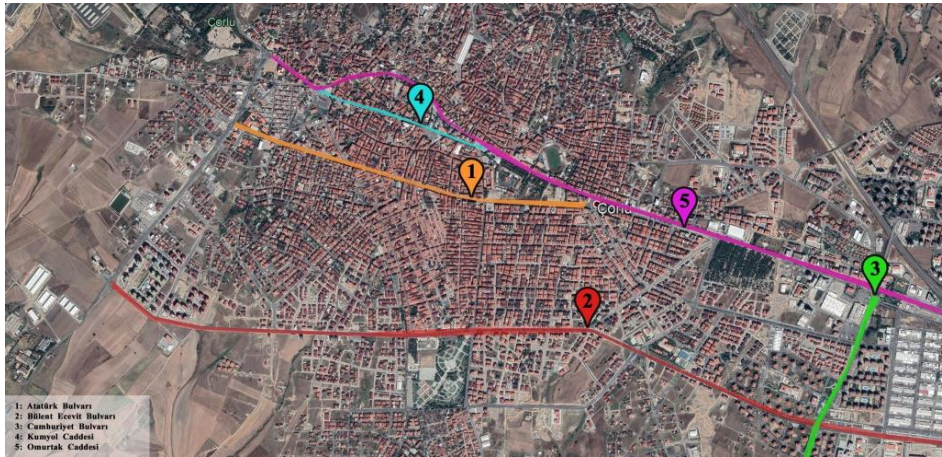 Çorlu
4
1
Çorlu
5
3
2
1: Atatürk Bulvarı
2: Bülent Ecevit Bulvarı
3: Cumhuriyet Bulvarı
4: Kumyol Caddesi
5: Omurtak Caddesi